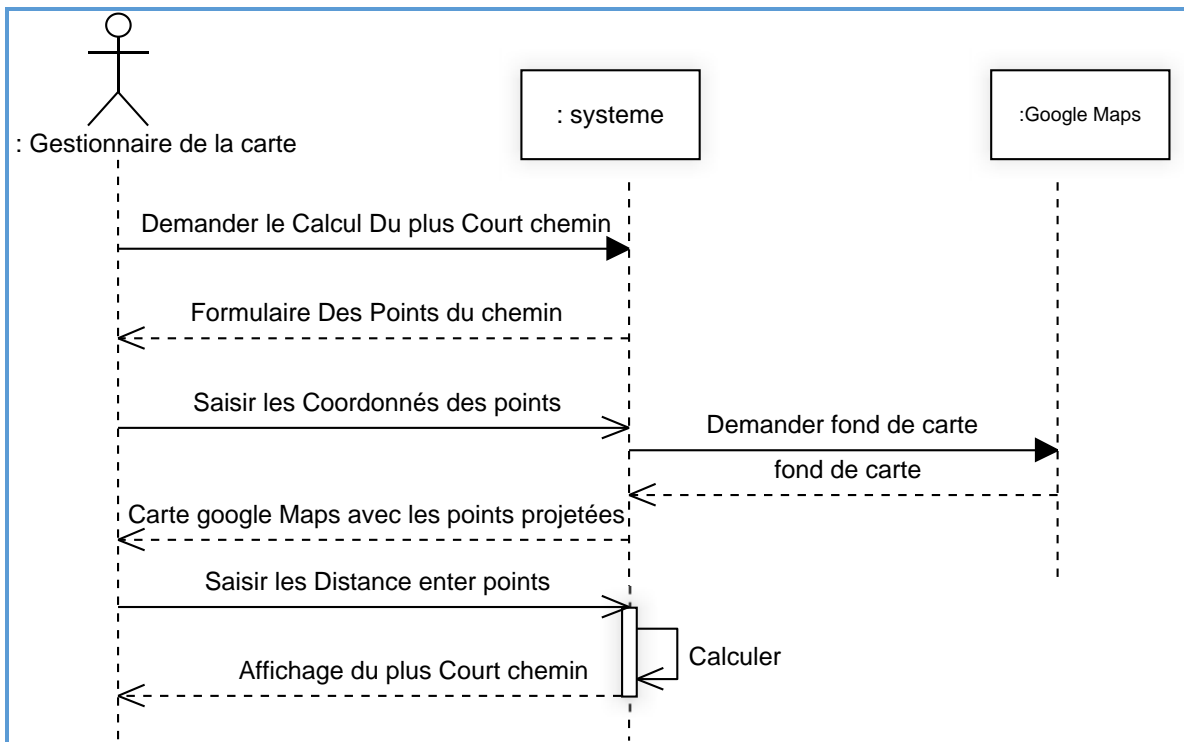 : Gestionnaire de la carte
: systeme
:Google Maps
Demander le Calcul Du plus Court chemin
Formulaire Des Points du chemin
Saisir les Coordonnés des points
Demander fond de carte
fond de carte
Carte google Maps avec les points projetées
Saisir les Distance enter points
Calculer
Affichage du plus Court chemin